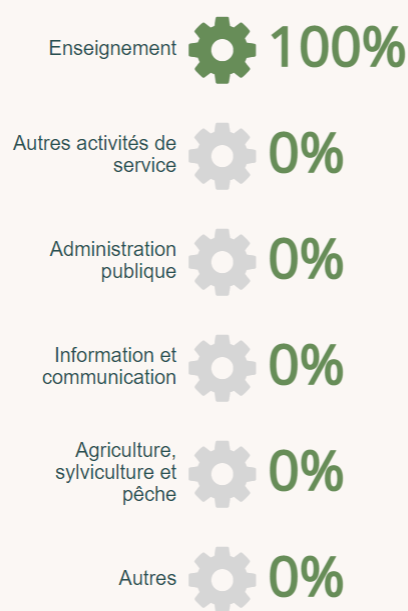 Enseignement 100%
Autres activités de
service 0%
Administration
publique 0%
Information et
communication 0%
Agriculture,
sylviculture et
pêche 0%
Autres 0%